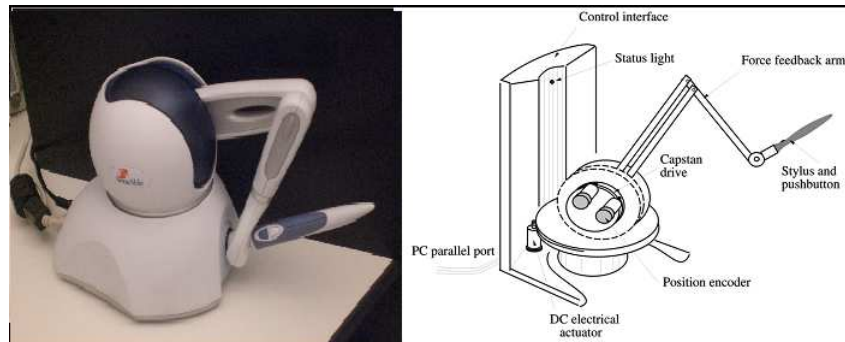 Control interface
Status light
Force feedback arm
Capstan
drive
Stylus and
pushbutton
PC parallel port
Position encoder
DC electrical
actuator